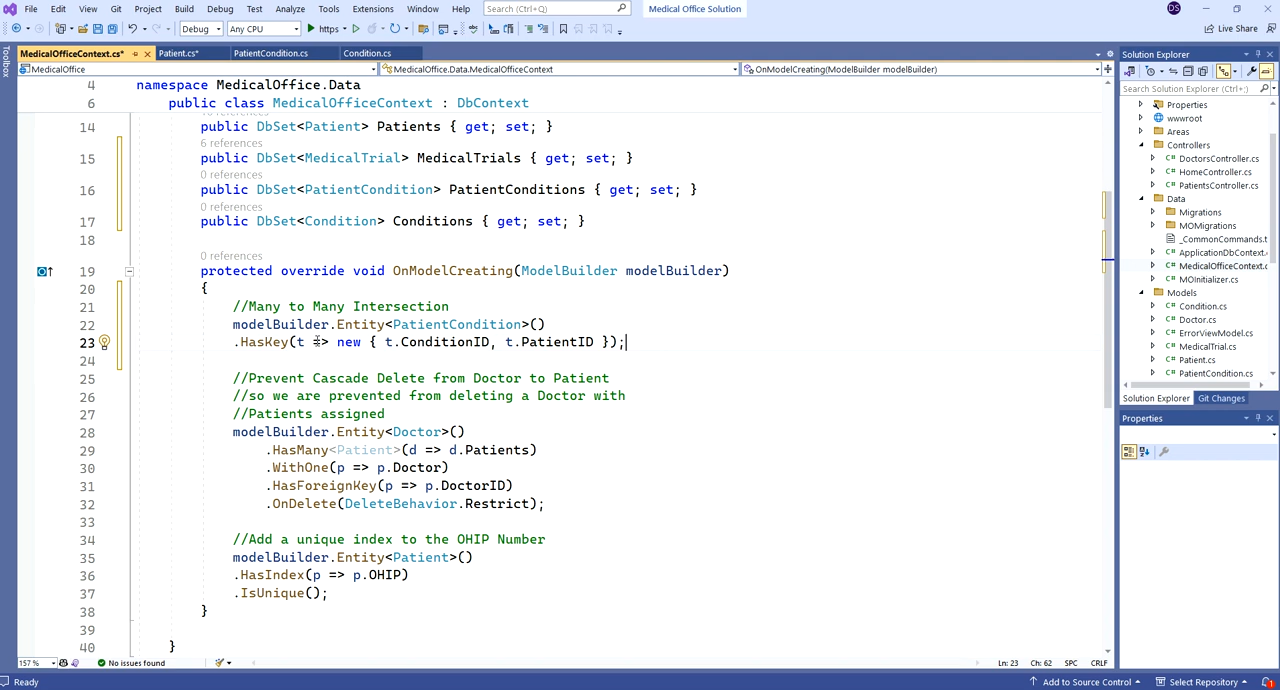 File Edit View Git Project Build Debug Test Analyze Tools Extensions Window Help Search (Ctrl+Q) Medical Office Solution DS
Debug Any CPU https Live Share
Toolbox
MedicalOfficeContext.cs* Patient.cs* PatientCondition.cs Condition.cs
MedicalOffice MedicalOffice.Data.MedicalOfficeContext OnModelCreating(ModelBuilder modelBuilder)
4 namespace MedicalOffice.Data
6 public class MedicalOfficeContext : DbContext
14 public DbSet<Patient> Patients { get; set; }
6 references
15 public DbSet<MedicalTrial> MedicalTrials { get; set; }
0 references
16 public DbSet<PatientCondition> PatientConditions { get; set; }
0 references
17 public DbSet<Condition> Conditions { get; set; }
18
0 references
19 protected override void OnModelCreating(ModelBuilder modelBuilder)
20 {
21 //Many to Many Intersection
22 modelBuilder.Entity<PatientCondition>()
23 .HasKey(t => new { t.ConditionID, t.PatientID });
24
25 //Prevent Cascade Delete from Doctor to Patient
26 //so we are prevented from deleting a Doctor with
27 //Patients assigned
28 modelBuilder.Entity<Doctor>()
29 .HasMany<Patient>(d => d.Patients)
30 .WithOne(p => p.Doctor)
31 .HasForeignKey(p => p.DoctorID)
32 .OnDelete(DeleteBehavior.Restrict);
33
34 //Add a unique index to the OHIP Number
35 modelBuilder.Entity<Patient>()
36 .HasIndex(p => p.OHIP)
37 .IsUnique();
38 }
39
40 }
157 % No issues found Ln: 23 Ch: 62 SPC CRLF
Solution Explorer
Search Solution Explorer (Ctrl+;)
Properties
wwwroot
Areas
Controllers
DoctorsController.cs
HomeController.cs
PatientsController.cs
Data
Migrations
MOMigrations
_CommonCommands.t
ApplicationDbContext.
MedicalOfficeContext.c
MOInitializer.cs
Models
Condition.cs
Doctor.cs
ErrorViewModel.cs
MedicalTrial.cs
Patient.cs
PatientCondition.cs
Solution Explorer Git Changes
Properties
Ready Add to Source Control Select Repository 1